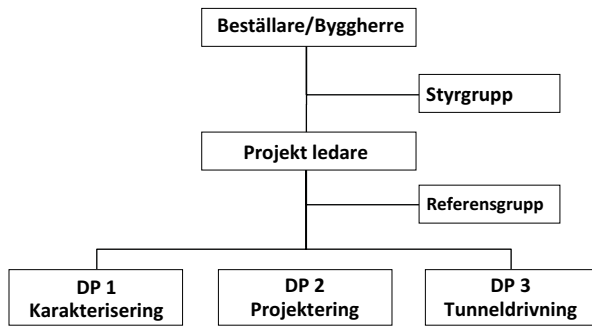 Beställare/Byggherre
Styrgrupp
Projekt ledare
Referensgrupp
DP 1
Karakterisering
DP 2
Projektering
DP 3
Tunneldrivning